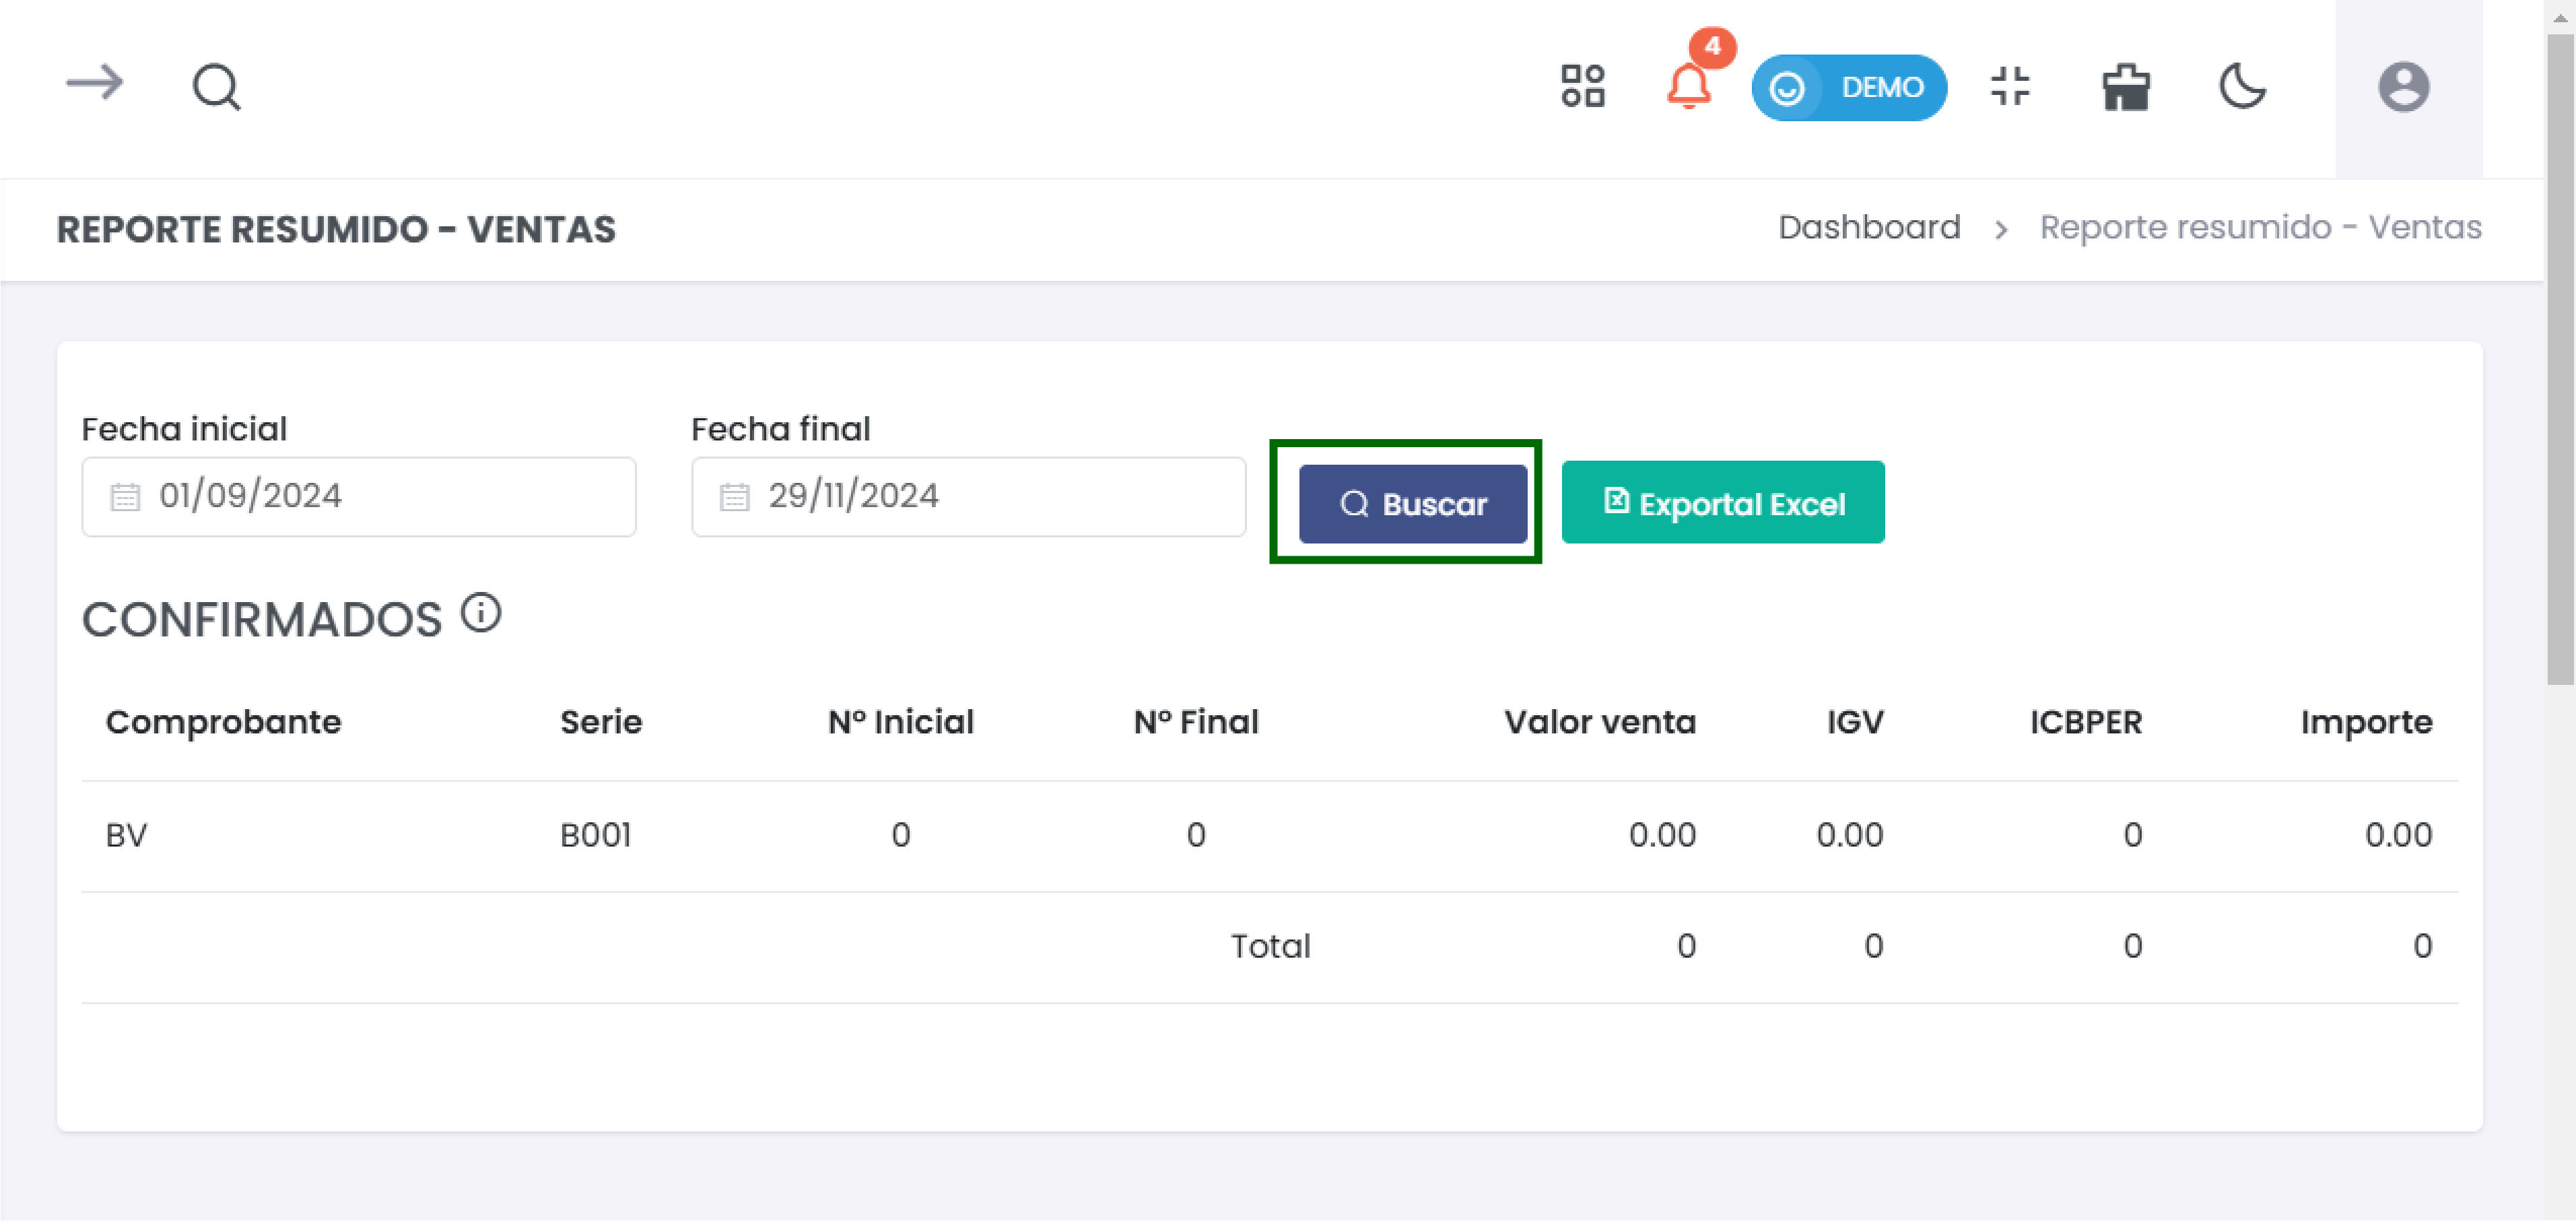 4
DEMO
REPORTE RESUMIDO - VENTAS
Dashboard > Reporte resumido - Ventas
Fecha inicial Fecha final
01/09/2024 29/11/2024 Buscar Exportal Excel
CONFIRMADOS
Comprobante Serie Nº Inicial Nº Final Valor venta IGV ICBPER Importe
BV B001 0 0 0.00 0.00 0 0.00
Total 0 0 0 0